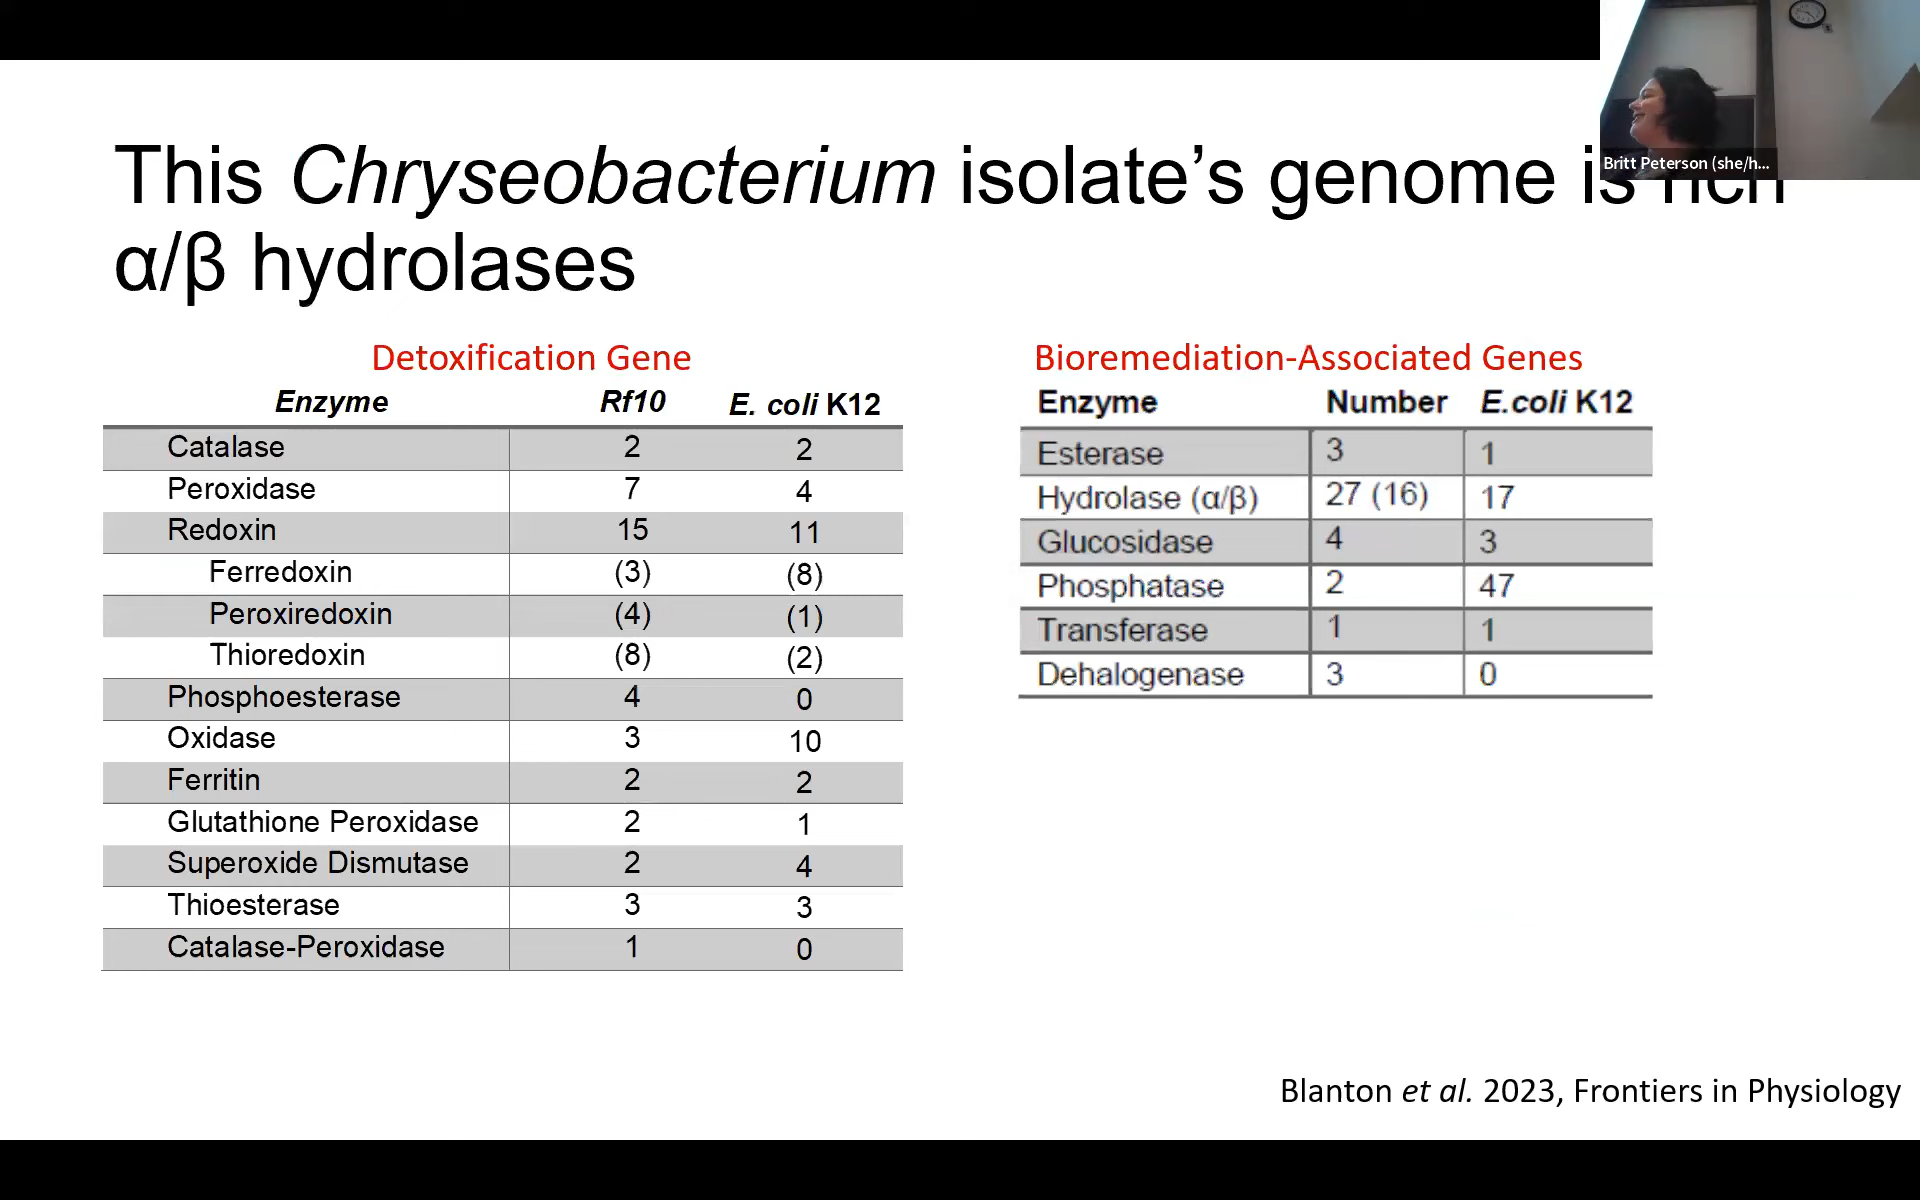 Britt Peterson (she/h...
This Chryseobacterium isolate’s genome is rich
α/β hydrolases
Detoxification Gene
Enzyme Rf10 E. coli K12
Catalase 2 2
Peroxidase 7 4
Redoxin 15 11
Ferredoxin (3) (8)
Peroxiredoxin (4) (1)
Thioredoxin (8) (2)
Phosphoesterase 4 0
Oxidase 3 10
Ferritin 2 2
Glutathione Peroxidase 2 1
Superoxide Dismutase 2 4
Thioesterase 3 3
Catalase-Peroxidase 1 0
Bioremediation-Associated Genes
Enzyme Number E.coli K12
Esterase 3 1
Hydrolase (α/β) 27 (16) 17
Glucosidase 4 3
Phosphatase 2 47
Transferase 1 1
Dehalogenase 3 0
Blanton et al. 2023, Frontiers in Physiology